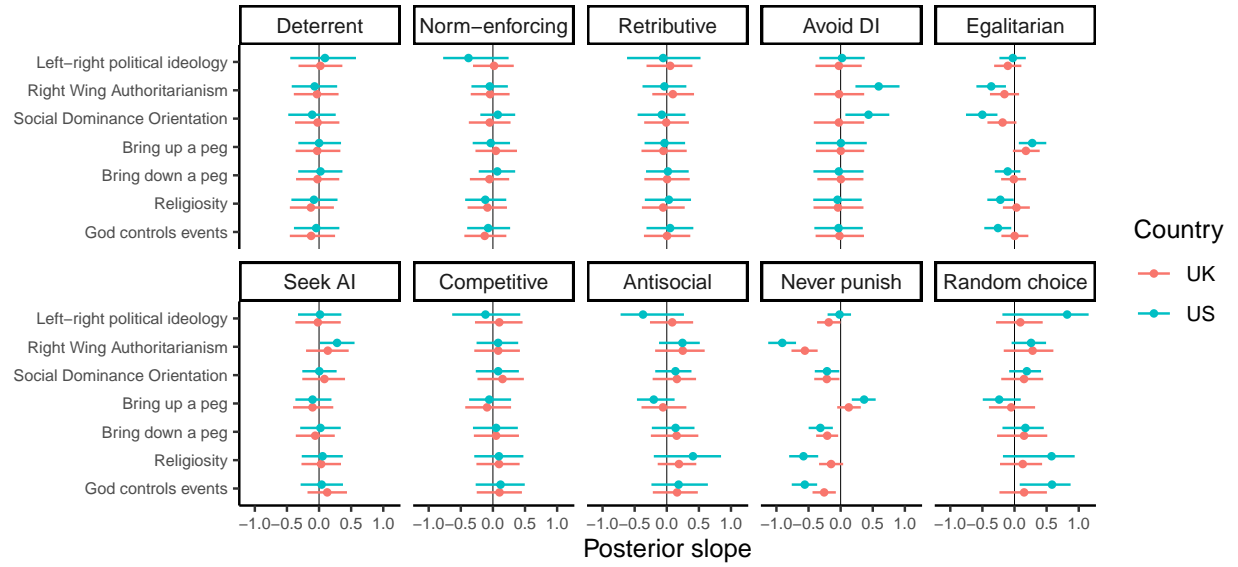 Deterrent Norm−enforcing Retributive Avoid DI Egalitarian
Left−right political ideology
Right Wing Authoritarianism
Social Dominance Orientation
Bring up a peg
Bring down a peg
Religiosity
God controls events
Seek AI Competitive Antisocial Never punish Random choice
Left−right political ideology
Right Wing Authoritarianism
Social Dominance Orientation
Bring up a peg
Bring down a peg
Religiosity
God controls events
−1.0−0.5 0.0 0.5 1.0 −1.0−0.5 0.0 0.5 1.0 −1.0−0.5 0.0 0.5 1.0 −1.0−0.5 0.0 0.5 1.0 −1.0−0.5 0.0 0.5 1.0
Posterior slope
Country
UK
US